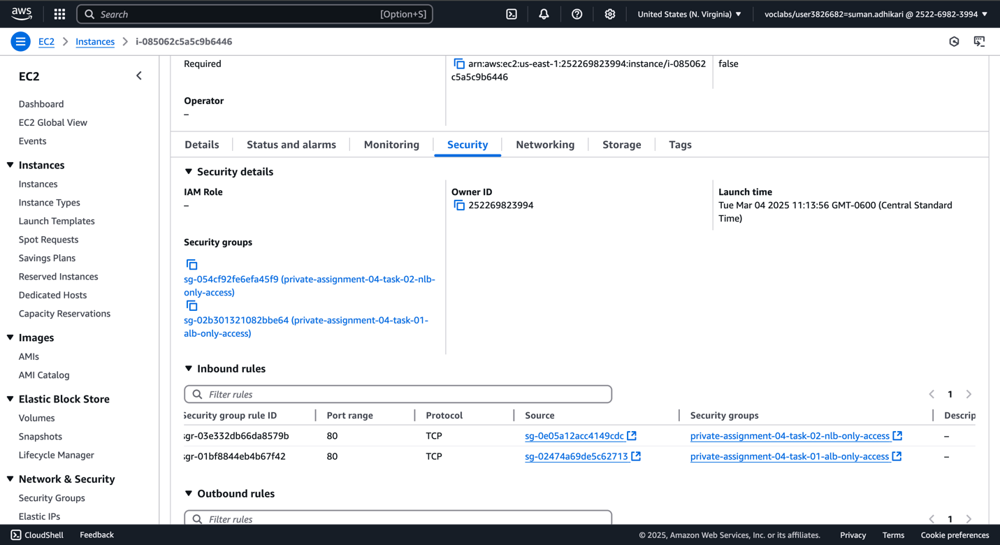 aws
Search
[Option+S]
United States (N. Virginia)
voclabs/user3826682=suman.adhikari @ 2522-6982-3994
EC2
Instances
i-085062c5a5c9b6446
EC2
Dashboard
EC2 Global View
Events
Instances
Instances
Instance Types
Launch Templates
Spot Requests
Savings Plans
Reserved Instances
Dedicated Hosts
Capacity Reservations
Images
AMIs
AMI Catalog
Elastic Block Store
Volumes
Snapshots
Lifecycle Manager
Network & Security
Security Groups
Elastic IPs
Required
arn:aws:ec2:us-east-1:252269823994:instance/i-085062
c5a5c9b6446
false
Operator
–
Details
Status and alarms
Monitoring
Security
Networking
Storage
Tags
Security details
IAM Role
–
Owner ID
252269823994
Launch time
Tue Mar 04 2025 11:13:56 GMT-0600 (Central Standard
Time)
Security groups
sg-054cf92fe6efa45f9 (private-assignment-04-task-02-nlb-
only-access)
sg-02b301321082bbe64 (private-assignment-04-task-01-
alb-only-access)
Inbound rules
Filter rules
1
Security group rule ID
Port range
Protocol
Source
Security groups
Descrip
sgr-03e332db66da8579b
80
TCP
sg-0e05a12acc4149cdc
private-assignment-04-task-02-nlb-only-access
–
sgr-01bf8844eb4b67f42
80
TCP
sg-02474a69de5c62713
private-assignment-04-task-01-alb-only-access
–
Outbound rules
Filter rules
1
CloudShell
Feedback
© 2025, Amazon Web Services, Inc. or its affiliates.
Privacy
Terms
Cookie preferences